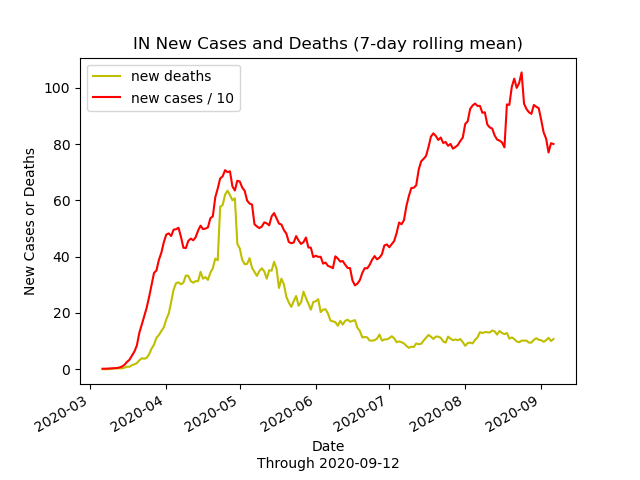 IN New Cases and Deaths (7-day rolling mean)
new deaths
new cases / 10
New Cases or Deaths
100
80
60
40
20
0
2020-03
2020-04
2020-05
2020-06
2020-07
2020-08
2020-09
Date
Through 2020-09-12